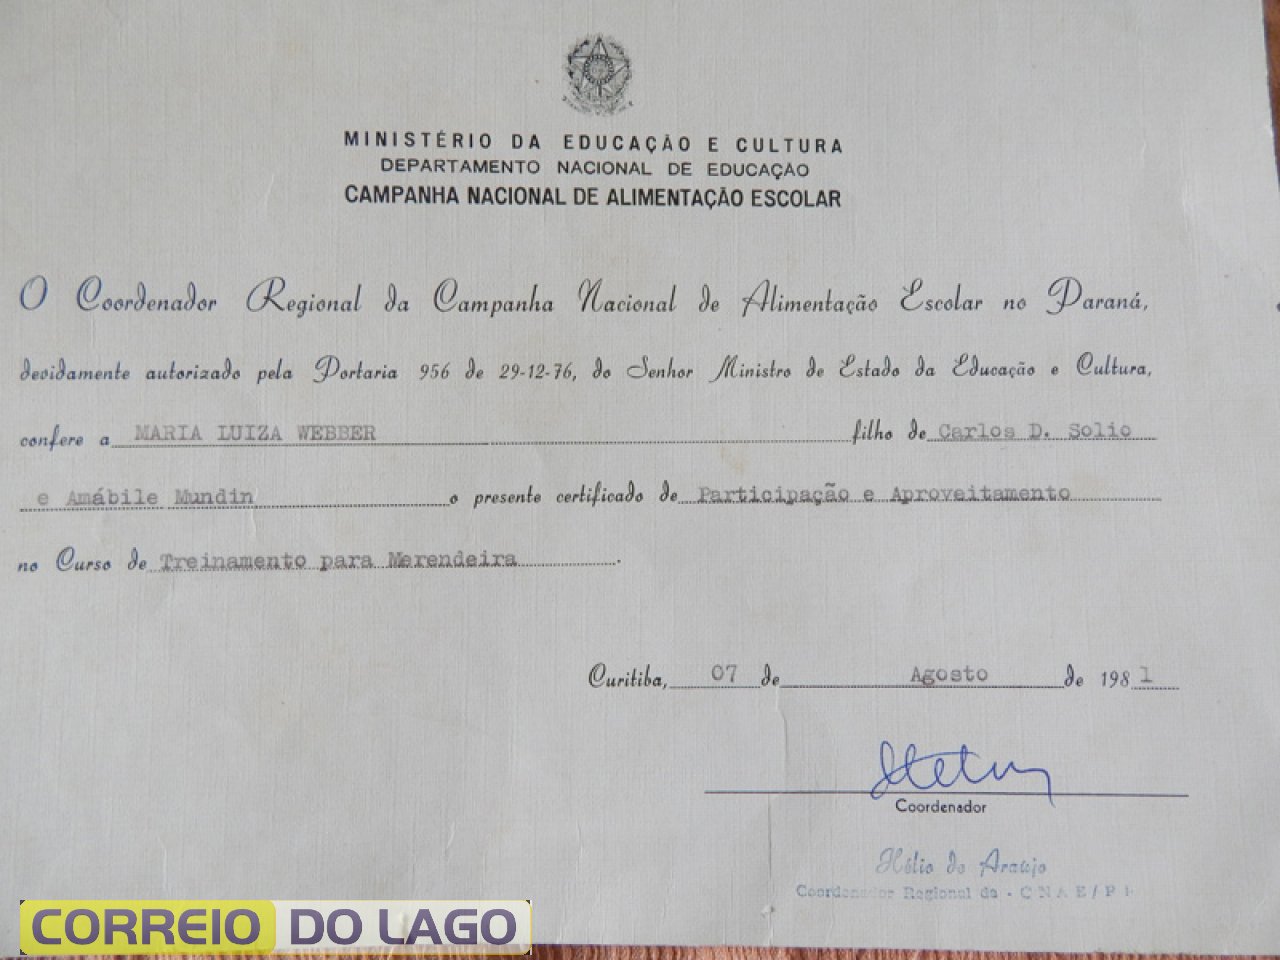 MINISTÉRIO DA EDUCAÇÃO E CULTURA
DEPARTAMENTO NACIONAL DE EDUCAÇÃO
CAMPANHA NACIONAL DE ALIMENTAÇÃO ESCOLAR
O Coordenador Regional da Campanha Nacional de Alimentação Escolar no Paraná,
devidamente autorizado pela Portaria 956 de 29-12-76, do Senhor Ministro de Estado da Educação e Cultura,
confere a MARIA LUIZA WEBBER filho de Carlos D. Solio
e Amábile Mundin o presente certificado de Participação e Aproveitamento
no Curso de Treinamento para Merendeira.
Curitiba, 07 de Agosto de 1981
Coordenador
Hélio de Araújo
Coordenador Regional da - CNAE/
CORREIO DO LAGO